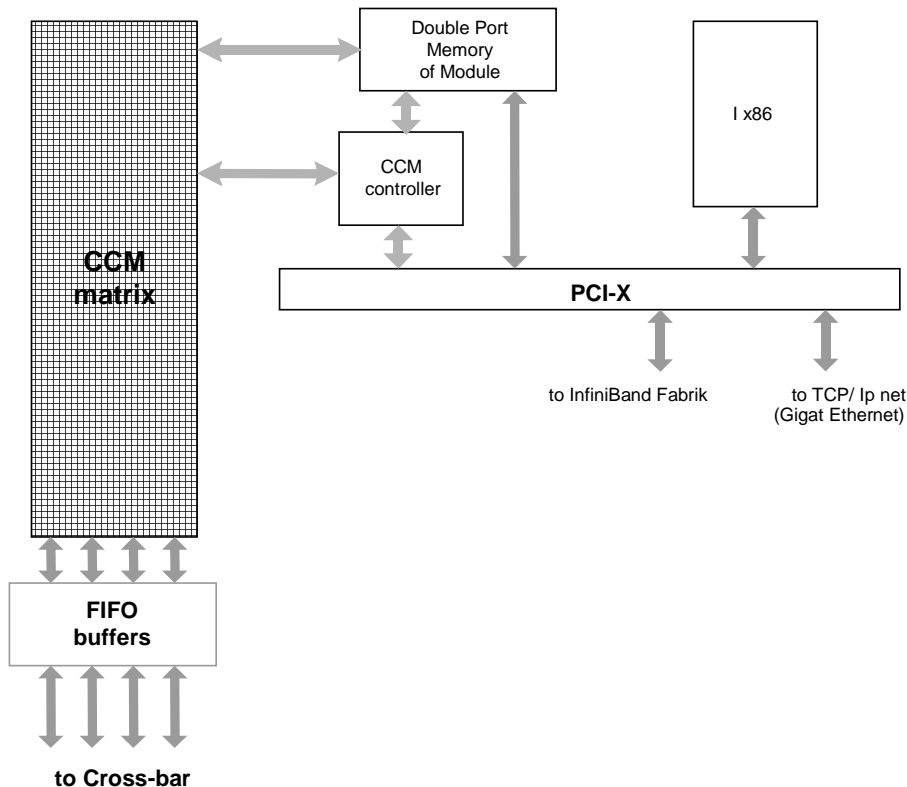 Double Port
Memory
of Module
I x86
CCM
controller
CCM
matrix
PCI-X
to InfiniBand Fabrik
to TCP/ Ip net
(Gigat Ethernet)
FIFO
buffers
to Cross-bar